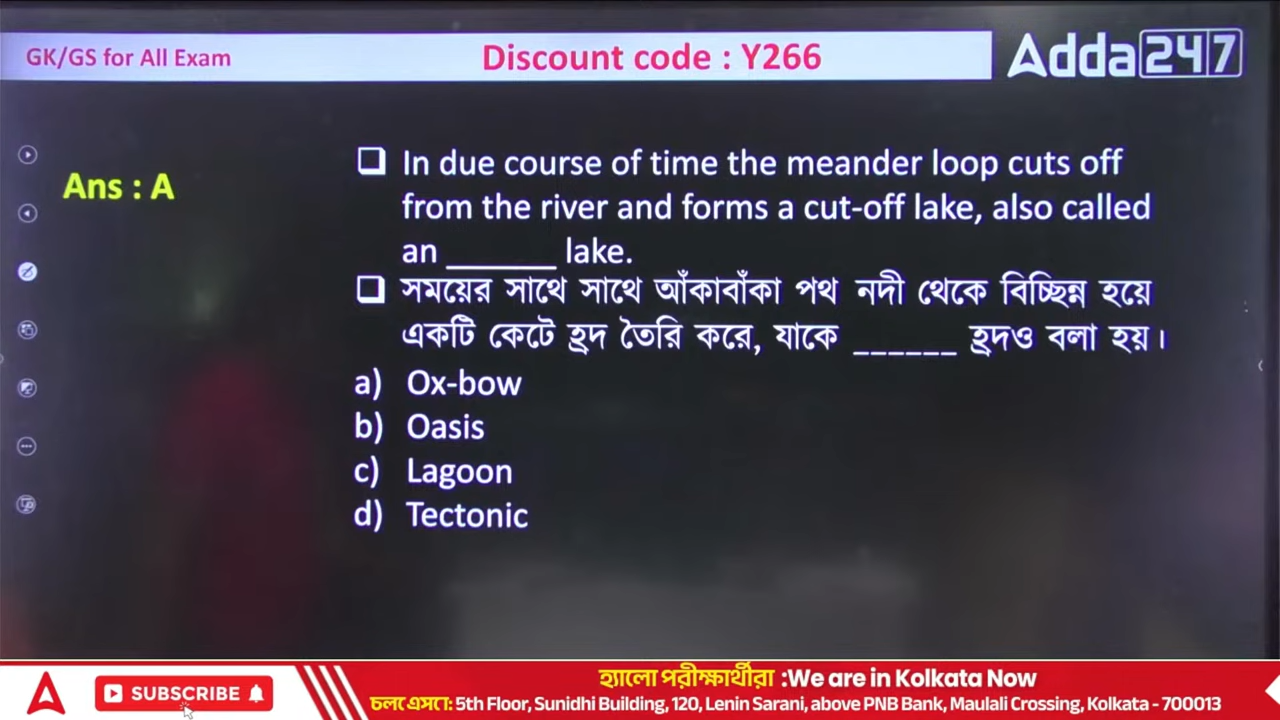 GK/GS for All Exam
Discount code : Y266
Adda247
Ans : A
In due course of time the meander loop cuts off
from the river and forms a cut-off lake, also called
an ______ lake.
সময়ের সাথে সাথে আঁকাবাঁকা পথ নদী থেকে বিচ্ছিন্ন হয়ে
একটি কেটে হ্রদ তৈরি করে, যাকে ______ হ্রদও বলা হয়।
a) Ox-bow
b) Oasis
c) Lagoon
d) Tectonic
হ্যালো পরীক্ষার্থীরা :We are in Kolkata Now
SUBSCRIBE
চলে এসো: 5th Floor, Sunidhi Building, 120, Lenin Sarani, above PNB Bank, Maulali Crossing, Kolkata - 700013